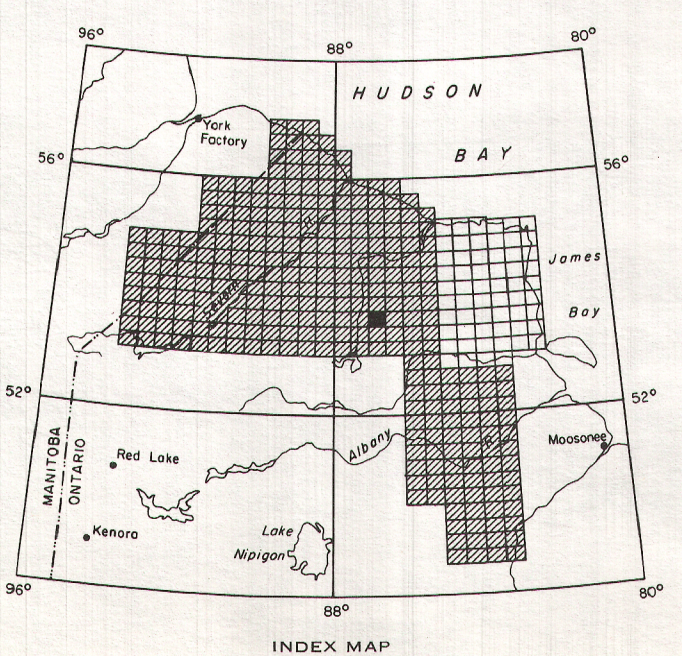 96°
88°
80°
HUDSON
BAY
York
Factory
56°
56°
James
Bay
Severn
52°
52°
MANITOBA
ONTARIO
Red Lake
Albany
R
Moosonee
Kenora
Lake
Nipigon
96°
88°
80°
INDEX MAP